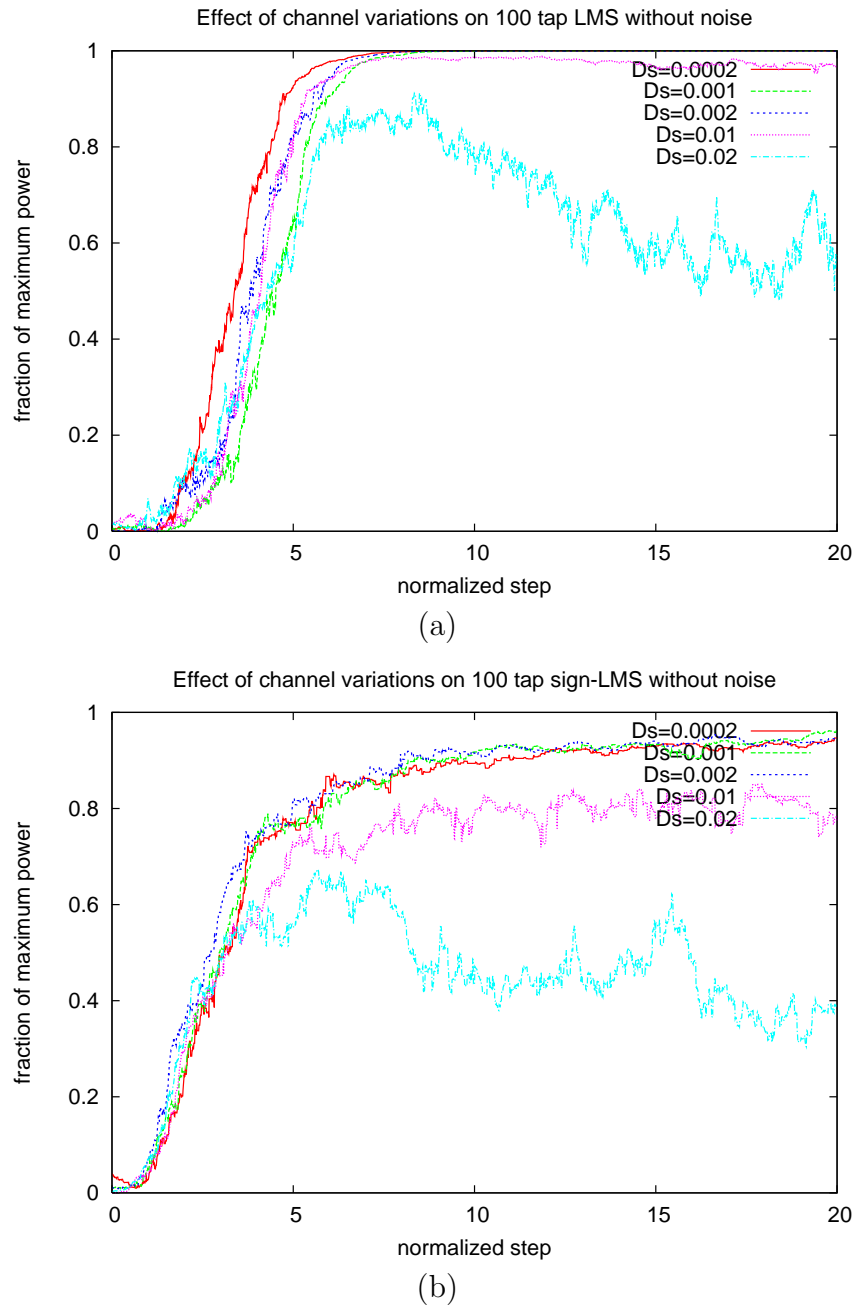 Effect of channel variations on 100 tap LMS without noise
1
0.8
0.6
0.4
0.2
0
fraction of maximum power
Ds=0.0002
Ds=0.001
Ds=0.002
Ds=0.01
Ds=0.02
0 5 10 15 20
normalized step
(a)
Effect of channel variations on 100 tap sign-LMS without noise
1
0.8
0.6
0.4
0.2
0
fraction of maximum power
Ds=0.0002
Ds=0.001
Ds=0.002
Ds=0.01
Ds=0.02
0 5 10 15 20
normalized step
(b)